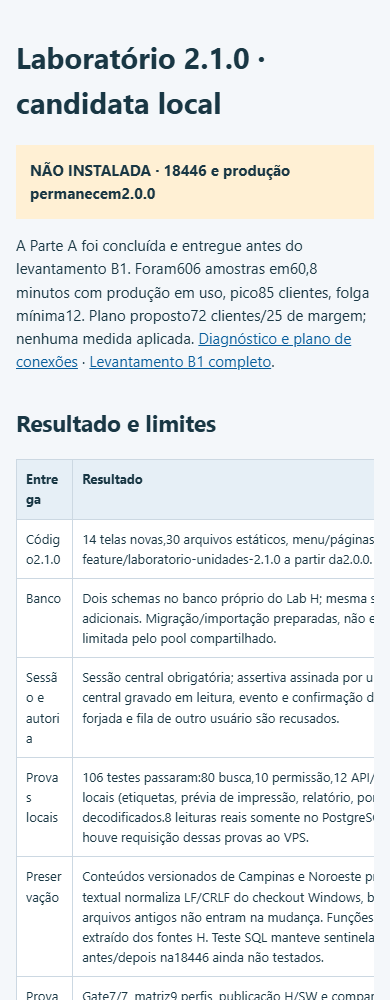 Laboratório 2.1.0 ·
candidata local
NÃO INSTALADA · 18446 e produção
permanecem2.0.0
A Parte A foi concluída e entregue antes do
levantamento B1. Foram606 amostras em60,8
minutos com produção em uso, pico85 clientes, folga
mínima12. Plano proposto72 clientes/25 de margem;
nenhuma medida aplicada. Diagnóstico e plano de
conexões · Levantamento B1 completo.
Resultado e limites
Entre
ga
Resultado
Códig
o2.1.0
14 telas novas,30 arquivos estáticos, menu/páginas
feature/laboratorio-unidades-2.1.0 a partir da2.0.0.
Banco
Dois schemas no banco próprio do Lab H; mesma s
adicionais. Migração/importação preparadas, não e
limitada pelo pool compartilhado.
Sessã
o e
autori
a
Sessão central obrigatória; assertiva assinada por u
central gravado em leitura, evento e confirmação d
forjada e fila de outro usuário são recusados.
Prova
s
locais
106 testes passaram:80 busca,10 permissão,12 API/
locais (etiquetas, prévia de impressão, relatório, po
decodificados.8 leituras reais somente no PostgreS
houve requisição dessas provas ao VPS.
Preser
vação
Conteúdos versionados de Campinas e Noroeste pr
textual normaliza LF/CRLF do checkout Windows, b
arquivos antigos não entram na mudança. Funções
extraído dos fontes H. Teste SQL manteve sentinela
antes/depois na18446 ainda não testados.
Prova
Gate7/7, matriz9 perfis, publicação H/SW e compar